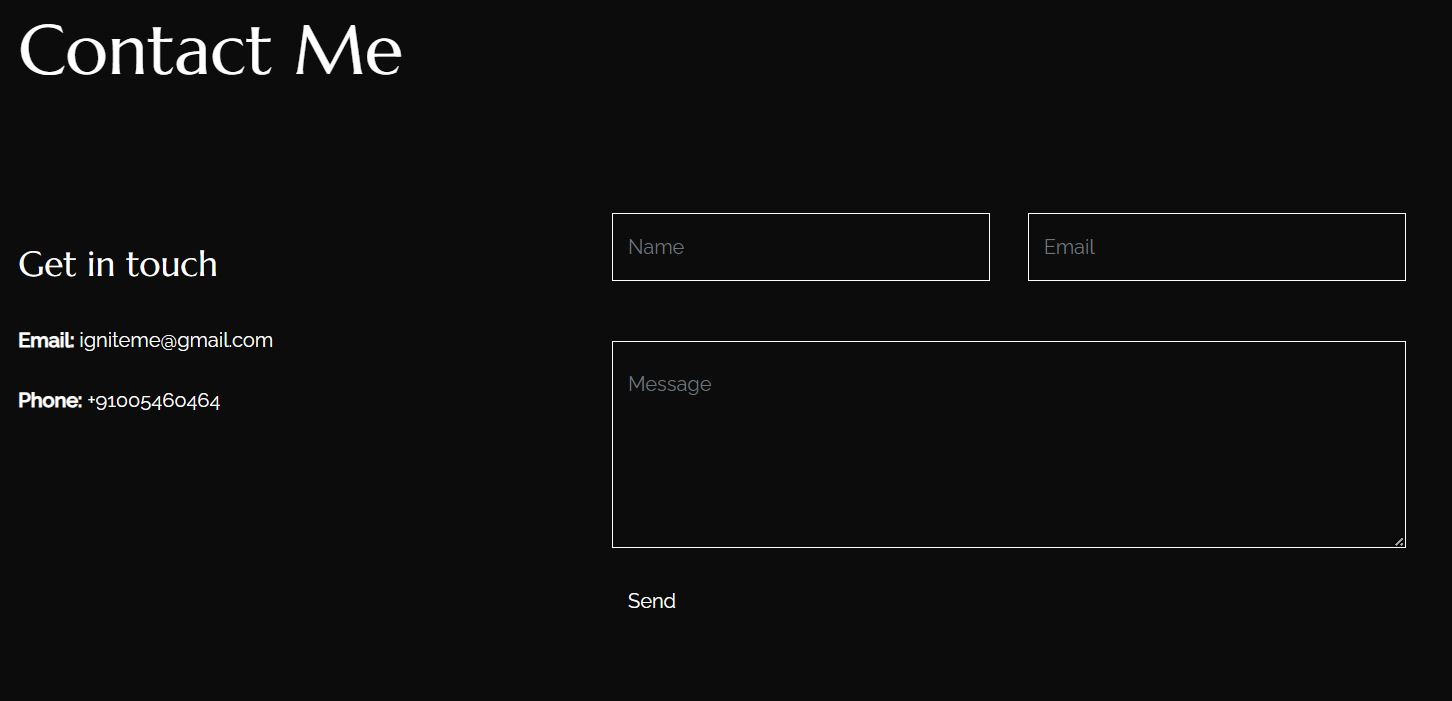 Contact Me
Get in touch
Email: igniteme@gmail.com
Phone: +91005460464
Name
Email
Message
Send